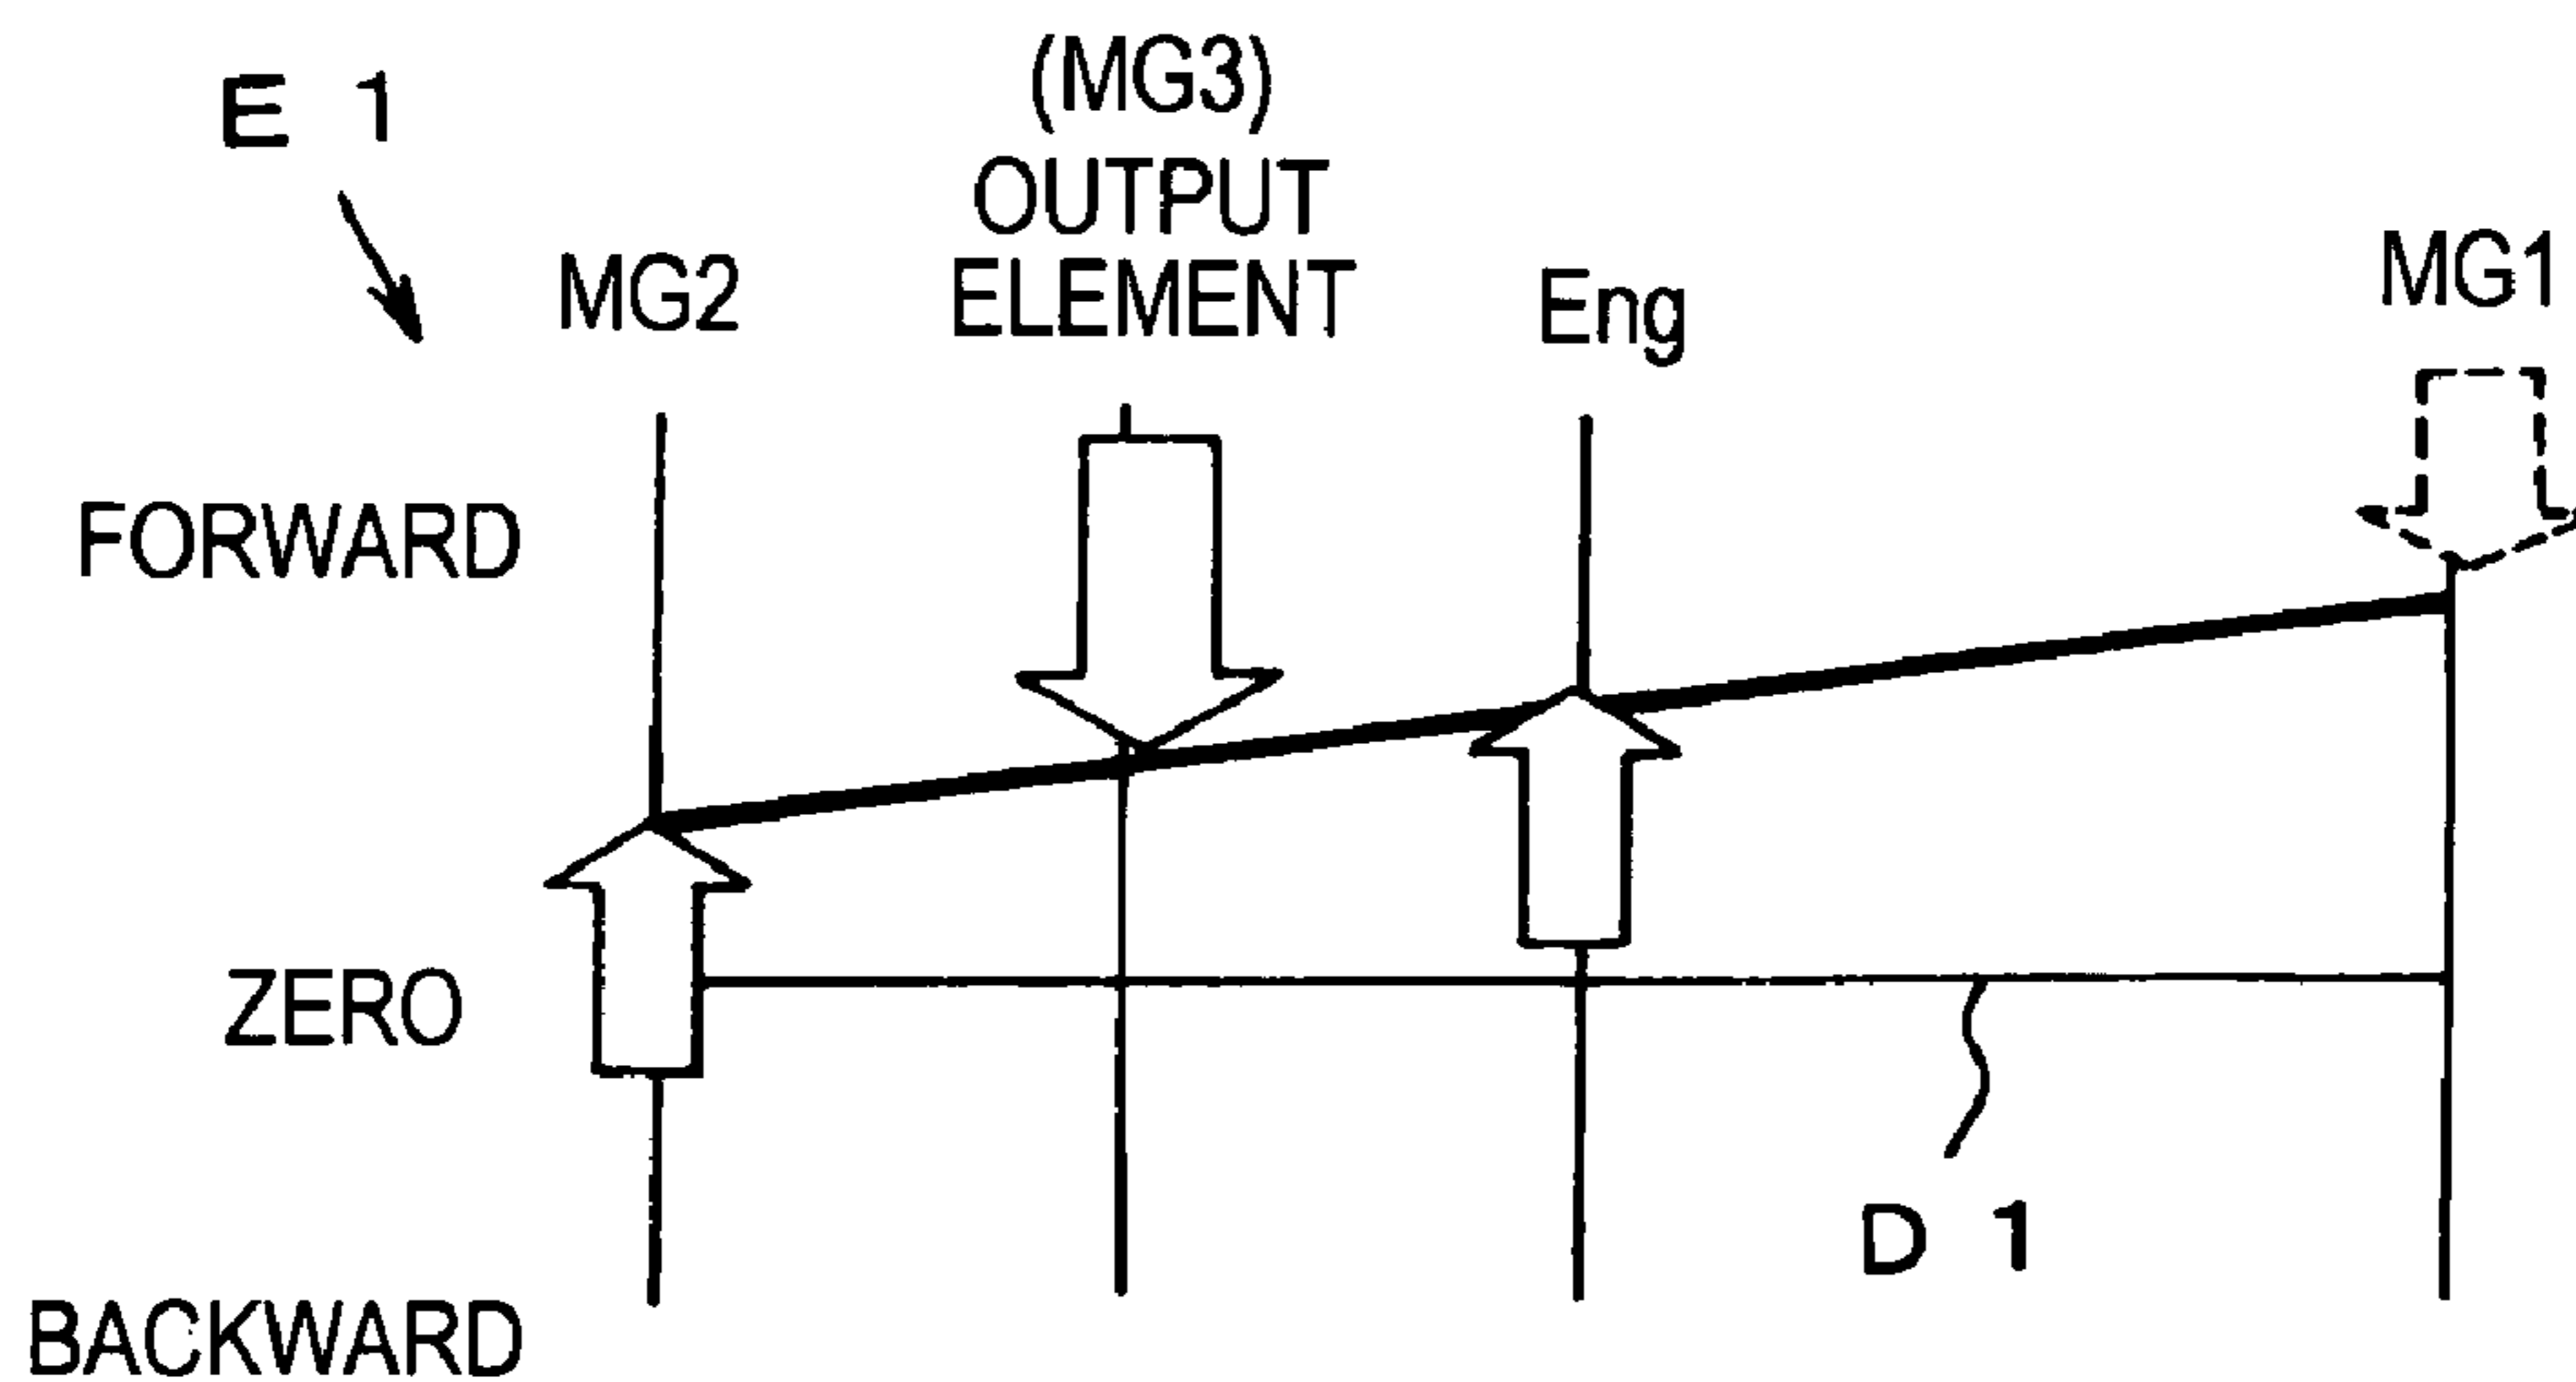 E 1
(MG3)
OUTPUT
ELEMENT
MG2
Eng
MG1
FORWARD
ZERO
D 1
BACKWARD